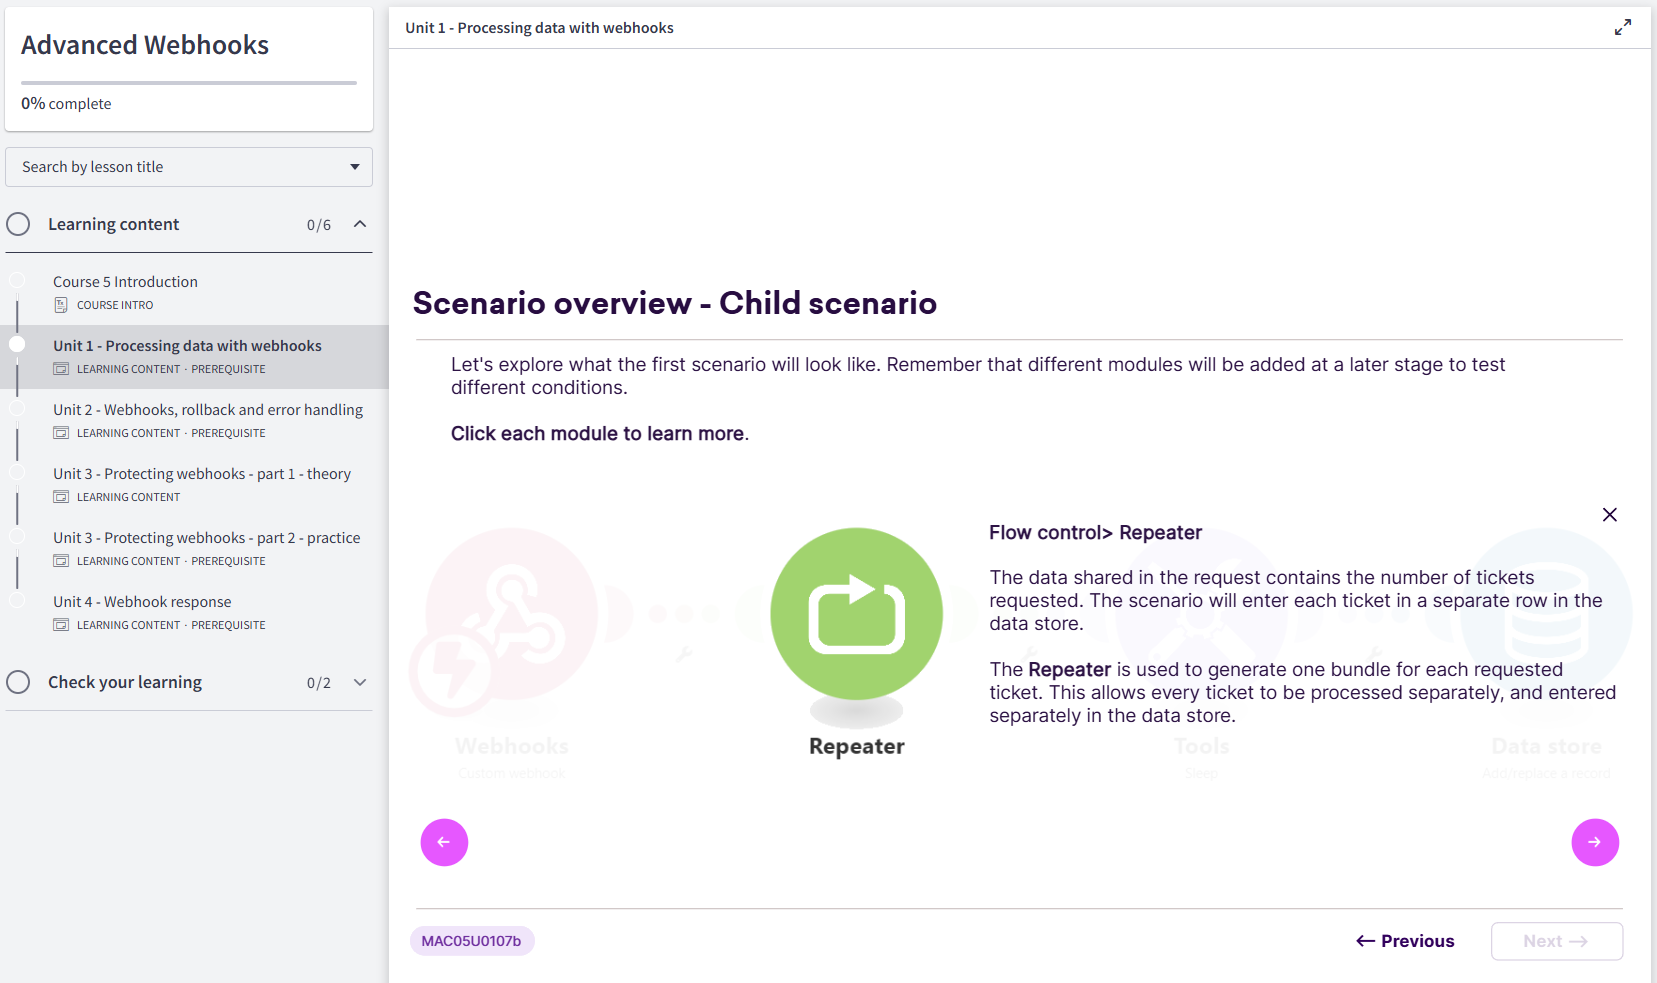 Advanced Webhooks
0% complete
Search by lesson title
Learning content 0/6
Course 5 Introduction
COURSE INTRO
Unit 1 - Processing data with webhooks
LEARNING CONTENT · PREREQUISITE
Unit 2 - Webhooks, rollback and error handling
LEARNING CONTENT · PREREQUISITE
Unit 3 - Protecting webhooks - part 1 - theory
LEARNING CONTENT
Unit 3 - Protecting webhooks - part 2 - practice
LEARNING CONTENT · PREREQUISITE
Unit 4 - Webhook response
LEARNING CONTENT · PREREQUISITE
Check your learning 0/2
Unit 1 - Processing data with webhooks
Scenario overview - Child scenario
Let's explore what the first scenario will look like. Remember that different modules will be added at a later stage to test
different conditions.
Click each module to learn more.
Webhooks
Custom webhook
Repeater
Flow control> Repeater
The data shared in the request contains the number of tickets
requested. The scenario will enter each ticket in a separate row in the
data store.
The Repeater is used to generate one bundle for each requested
ticket. This allows every ticket to be processed separately, and entered
separately in the data store.
Tools
Sleep
Data store
Add/replace a record
MAC05U0107b
← Previous
Next →